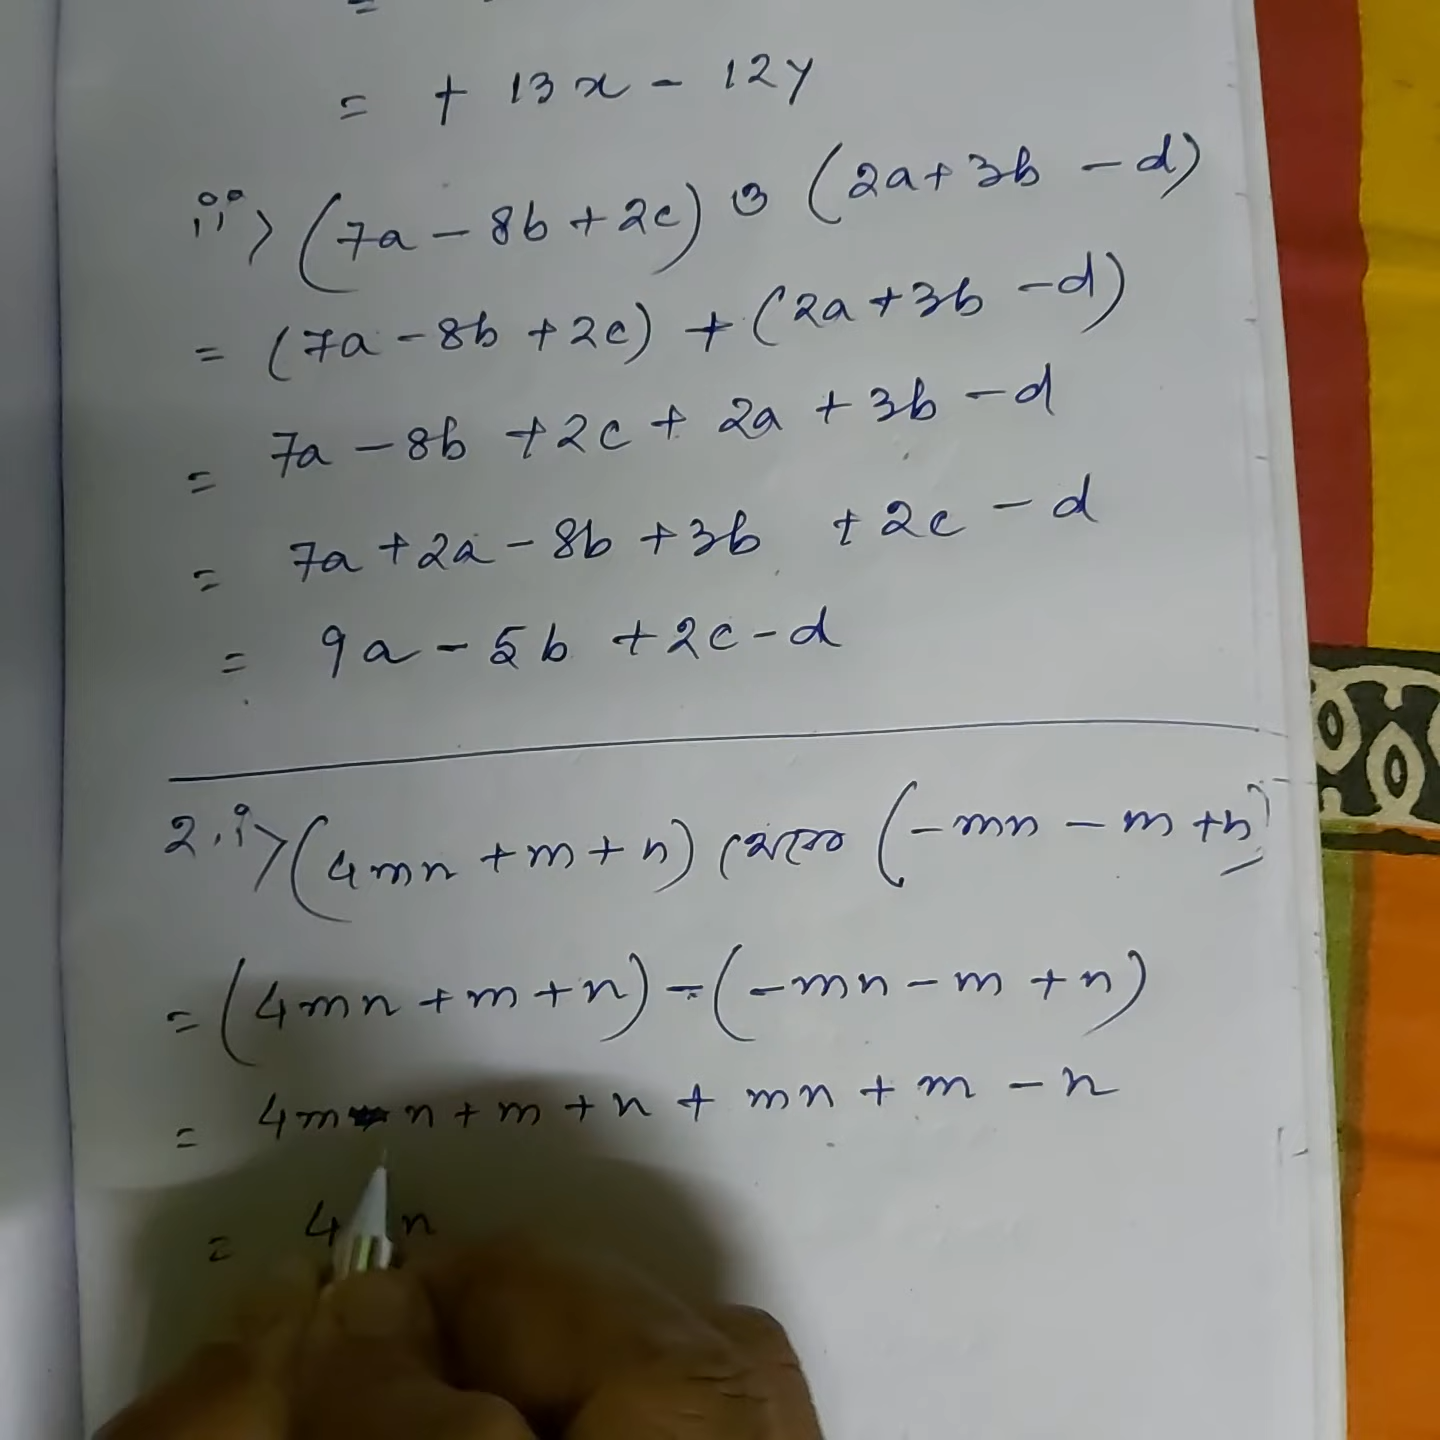 =
= + 13x - 12y
ii> (7a - 8b + 2c) ও (2a + 3b - d)
= (7a - 8b + 2c) + (2a + 3b - d)
= 7a - 8b + 2c + 2a + 3b - d
= 7a + 2a - 8b + 3b + 2c - d
= 9a - 5b + 2c - d
2. i> (4mn + m + n) থেকে (-mn - m + n)
= (4mn + m + n) - (-mn - m + n)
= 4mn + m + n + mn + m - n
= 4 n